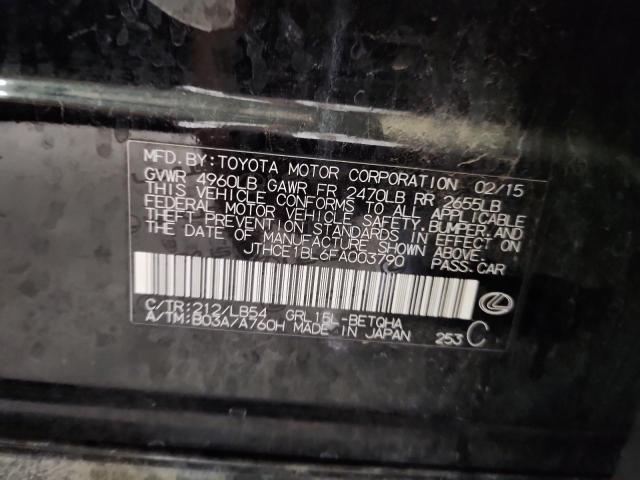 MFD.BY:TOYOTA MOTOR CORPORATION 02/15
GVWR 4960LB GAWR FR 2470LB RR 2655LB
THIS VEHICLE CONFORMS TO ALL APPLICABLE
FEDERAL MOTOR VEHICLE SAFETY,BUMPER, AND
THEFT PREVENTION STANDARDS IN EFFECT ON
THE DATE OF MANUFACTURE SHOWN ABOVE.
JTHCE1BL6FA003790 PASS.CAR
C/TR:212/LB54 GRL15L-BETQHA
A/TM:B03A/A760H MADE IN JAPAN 253 C